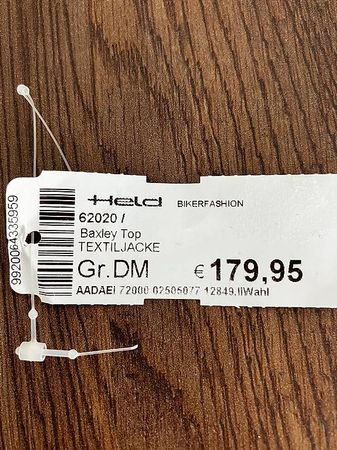 Held BIKERFASHION
62020 /
Baxley Top
TEXTILJACKE
Gr.DM €179,95
AADAEI 72000 02505077 12849,IIWahl
9920064335959